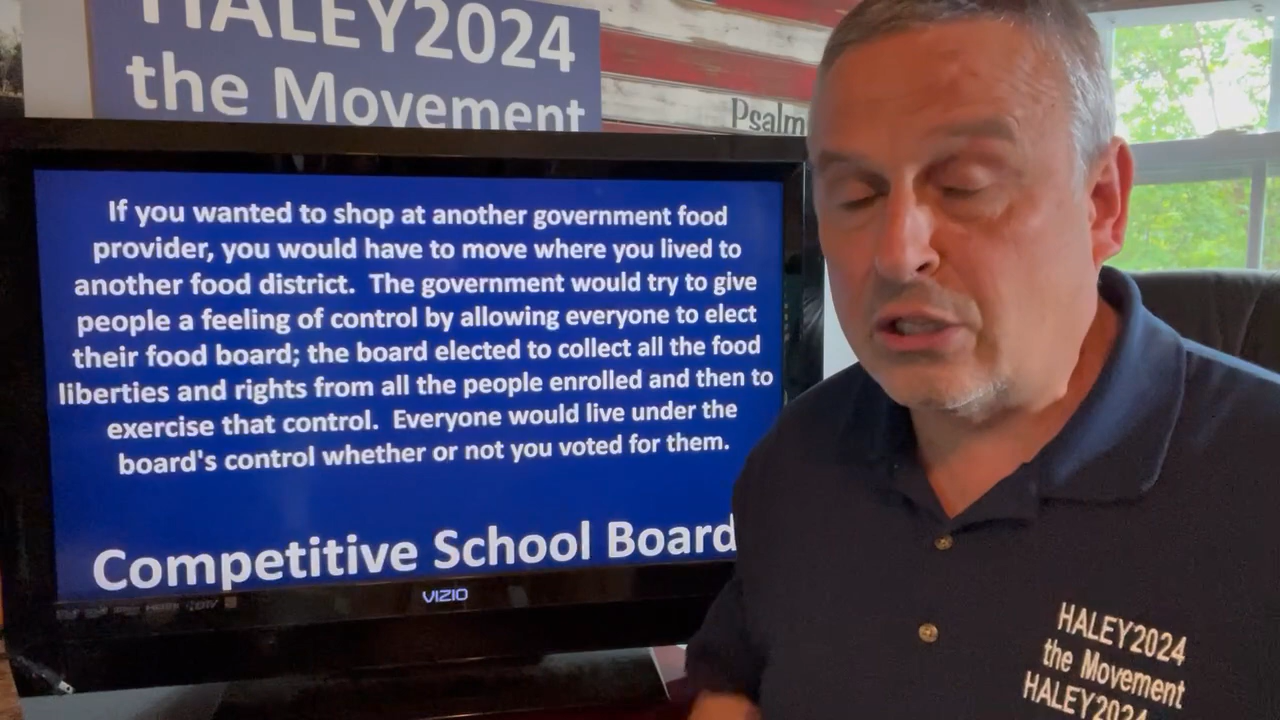 HALEY2024
the Movement
Psalm
If you wanted to shop at another government food
provider, you would have to move where you lived to
another food district.  The government would try to give
people a feeling of control by allowing everyone to elect
their food board; the board elected to collect all the food
liberties and rights from all the people enrolled and then to
exercise that control.  Everyone would live under the
board's control whether or not you voted for them.
Competitive School Board
VIZIO
HALEY2024
the Movement
HALEY2024